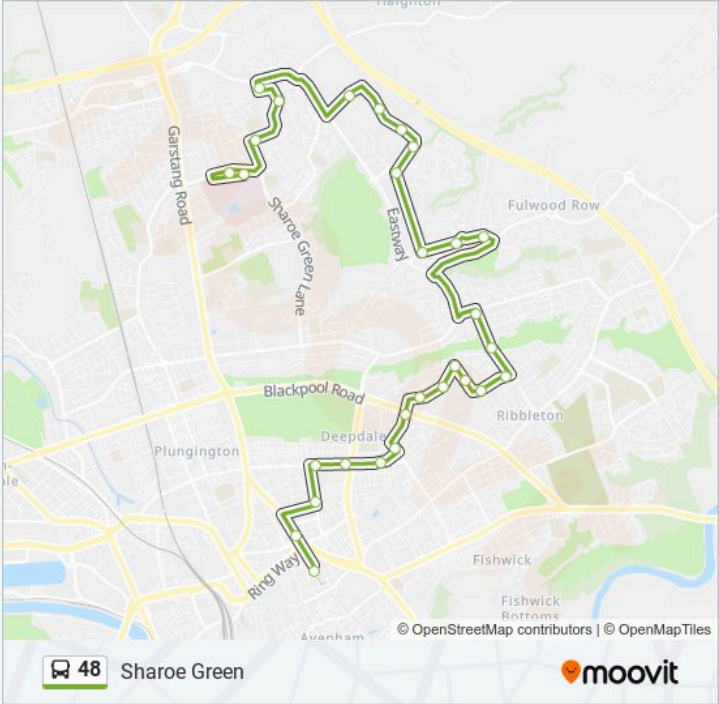 Haighton
Garstang Road
Fulwood Row
Sharoe Green Lane
Eastway
Blackpool Road
Ribbleton
Deepdale
Plungington
Fishwick
Ring Way
Fishwick
Bottoms
Avenham
© OpenStreetMap contributors | © OpenMapTiles
48 Sharoe Green
moovit